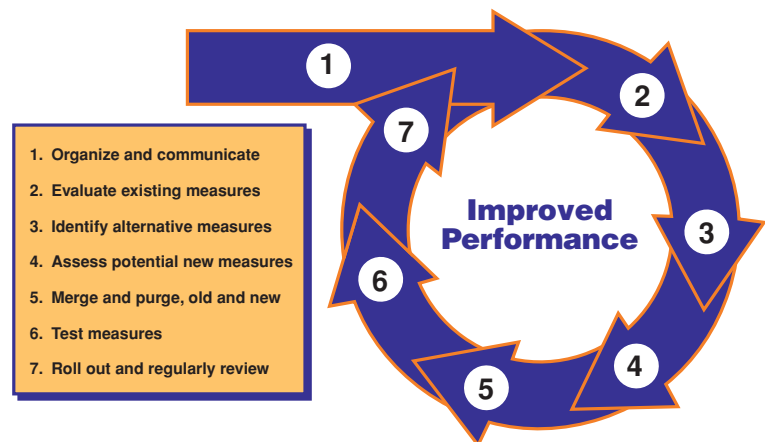 1
2
3
4
5
6
7
Improved
Performance
1. Organize and communicate
2. Evaluate existing measures
3. Identify alternative measures
4. Assess potential new measures
5. Merge and purge, old and new
6. Test measures
7. Roll out and regularly review